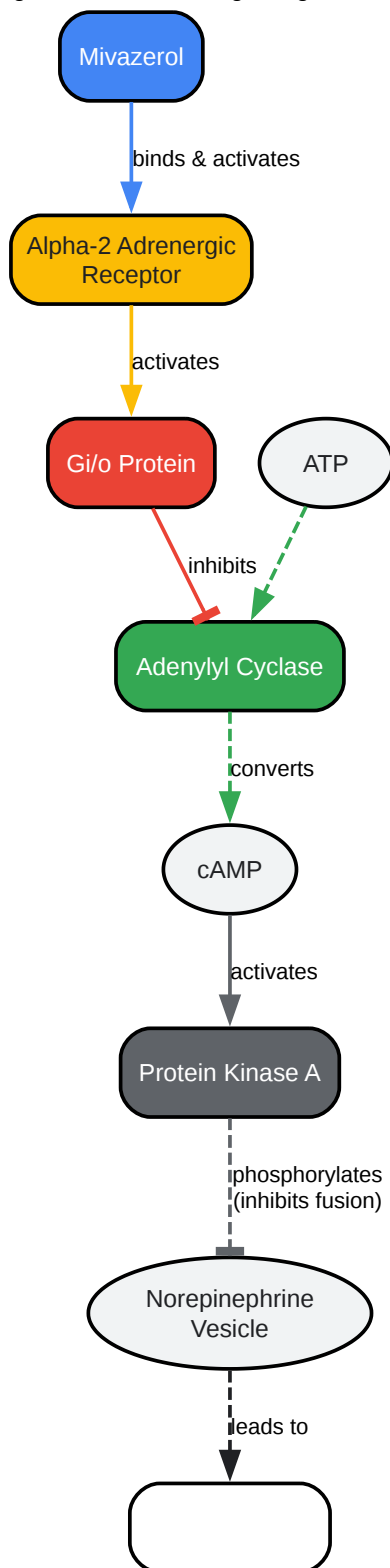 Mivazerol
binds & activates
Alpha-2 Adrenergic
Receptor
activates
Gi/o Protein
ATP
inhibits
Adenylyl Cyclase
converts
cAMP
activates
Protein Kinase A
phosphorylates
(inhibits fusion)
Norepinephrine
Vesicle
leads to